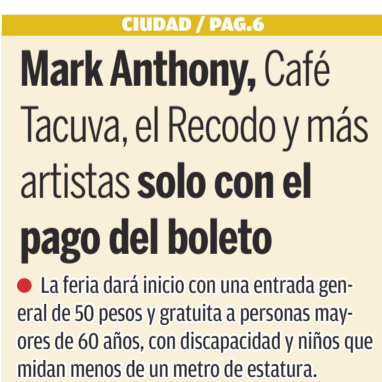 CIUDAD / PAG.6
Mark Anthony, Café
Tacuva, el Recodo y más
artistas solo con el
pago del boleto
● La feria dará inicio con una entrada gen-
eral de 50 pesos y gratuita a personas may-
ores de 60 años, con discapacidad y niños que
midan menos de un metro de estatura.